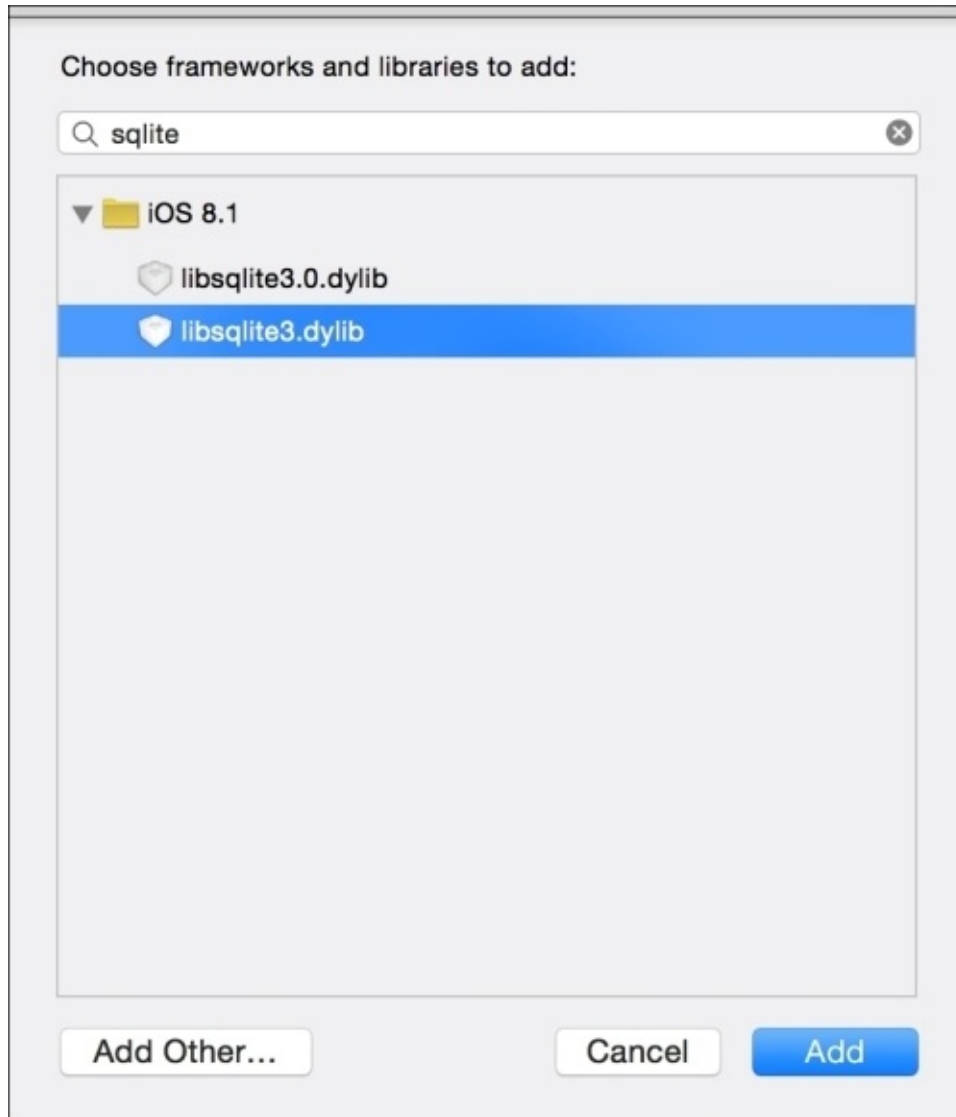 Choose frameworks and libraries to add:
sqlite
iOS 8.1
libsqlite3.0.dylib
libsqlite3.dylib
Add Other...
Cancel
Add